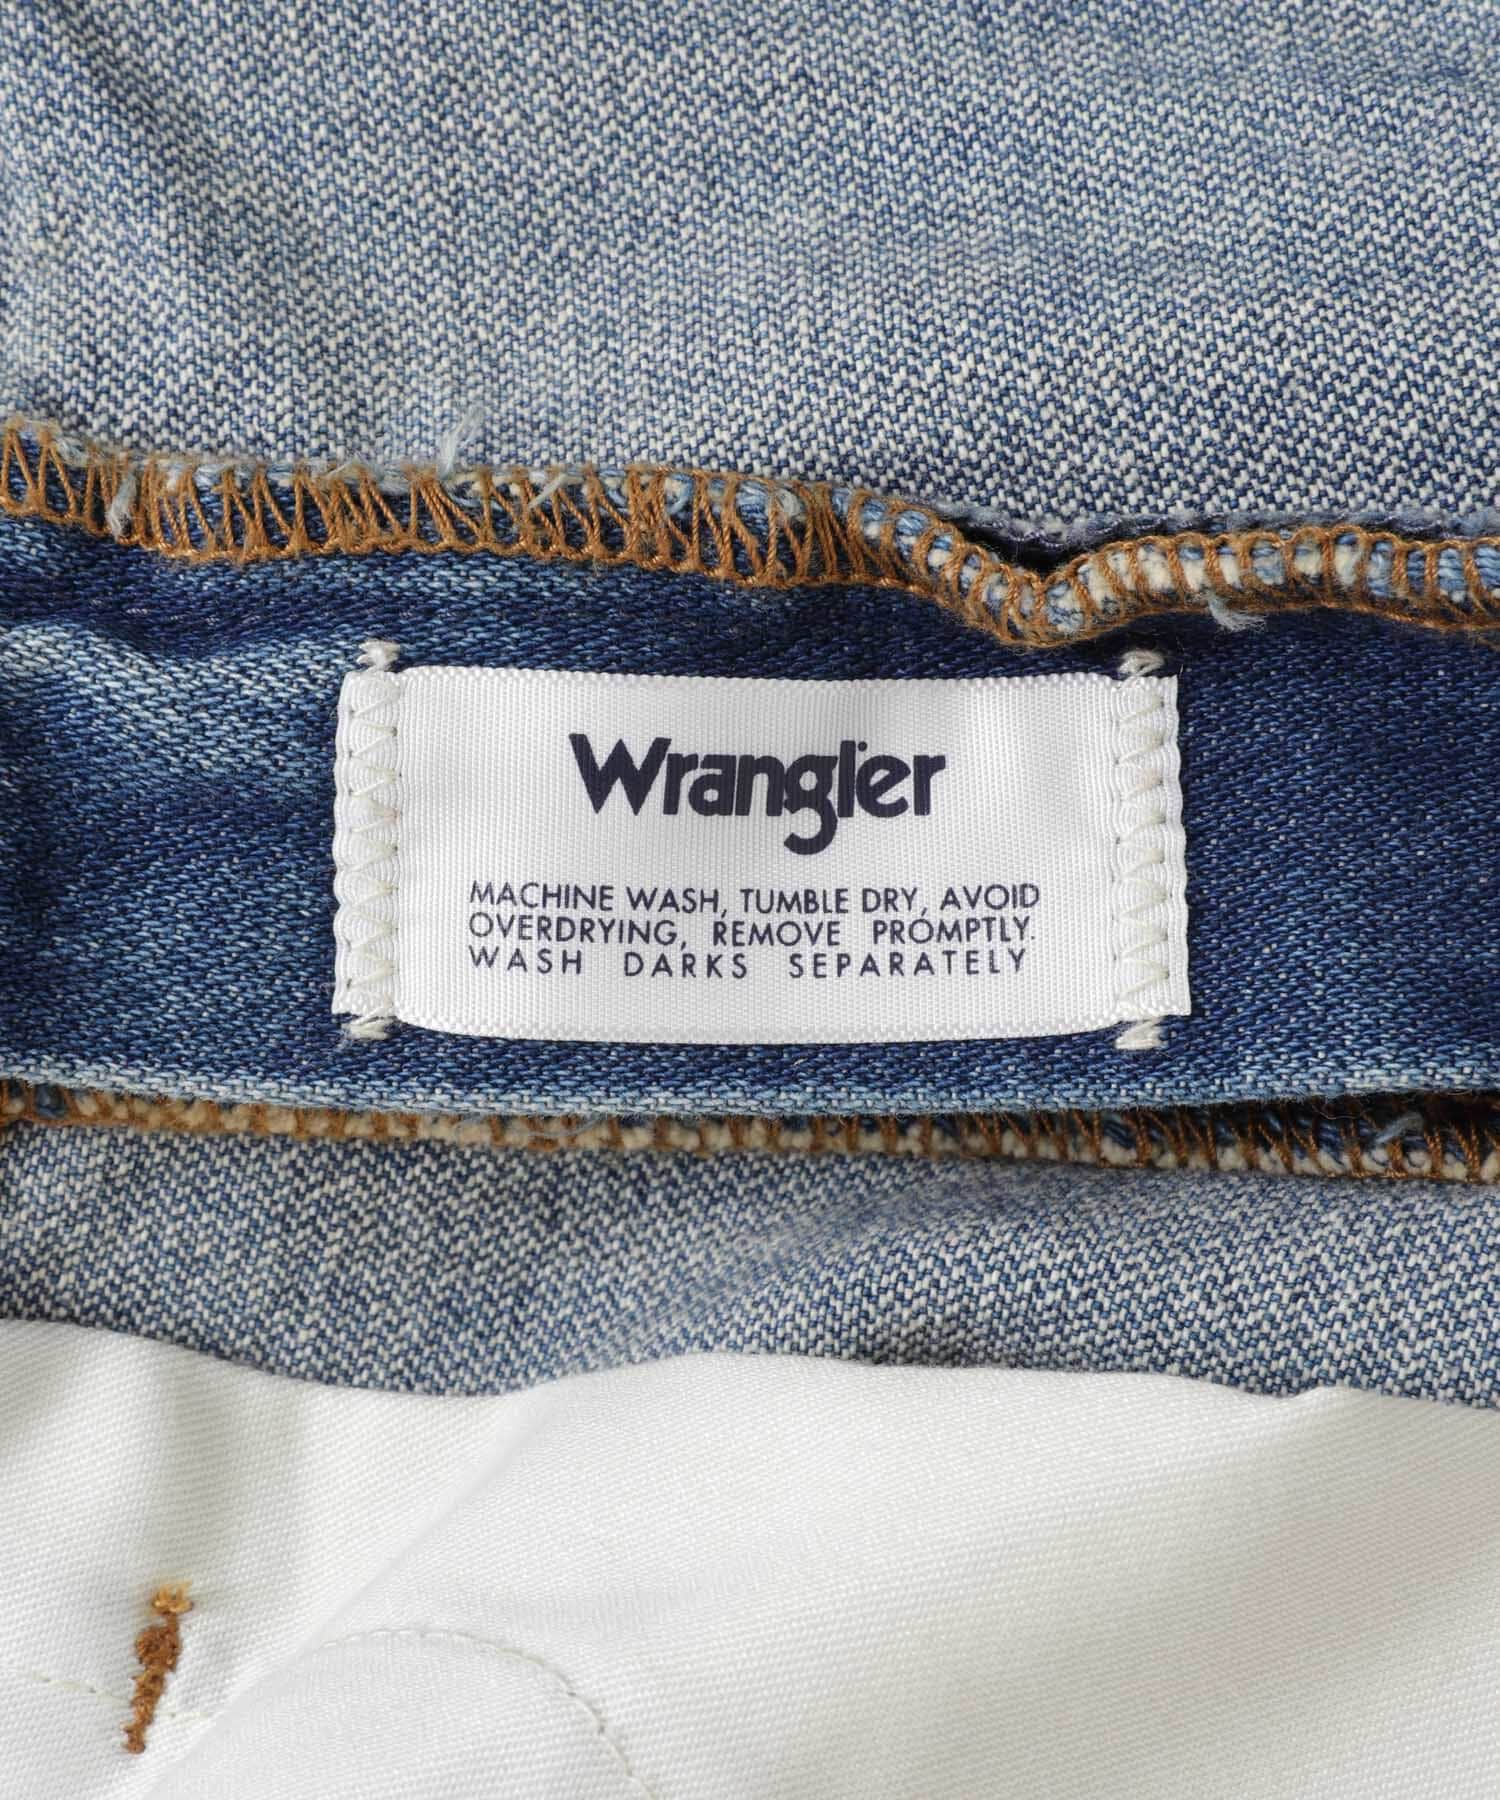 Wrangler
MACHINE WASH, TUMBLE DRY, AVOID
OVERDRYING, REMOVE PROMPTLY.
WASH DARKS SEPARATELY